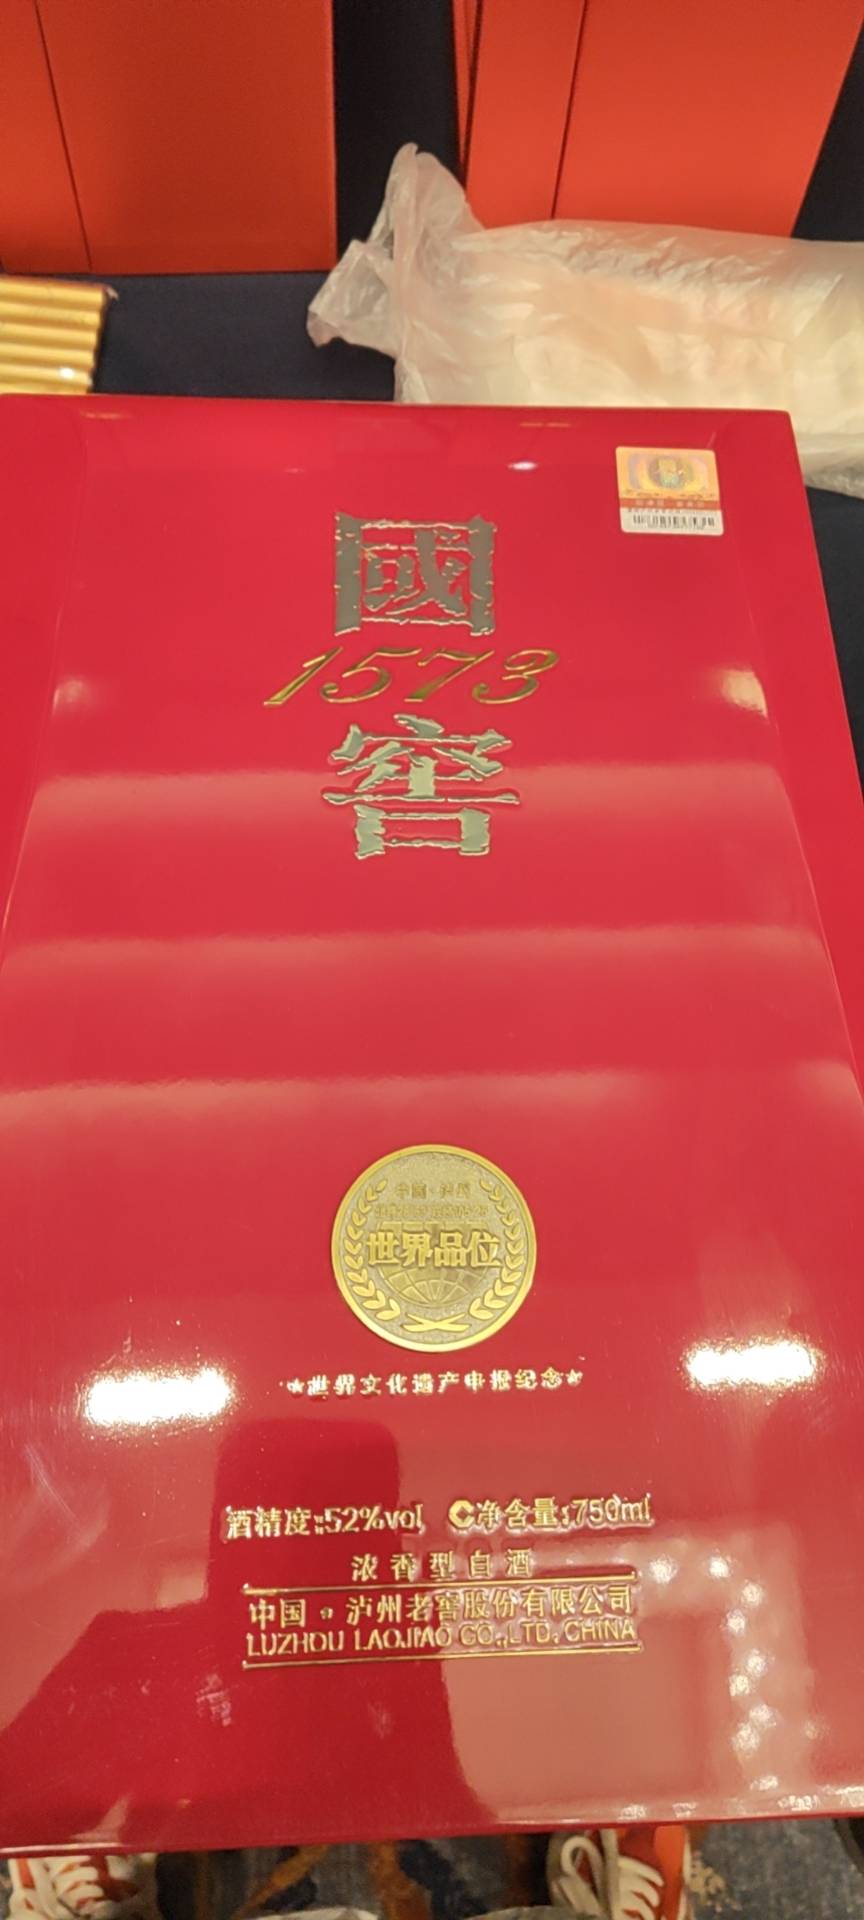 國
1573
窖
世界品位
★世界文化遗产申报纪念★
酒精度:52%vol C净含量:750ml
浓香型白酒
中国·泸州老窖股份有限公司
LUZHOU LAOJIAO CO.,LTD,CHINA